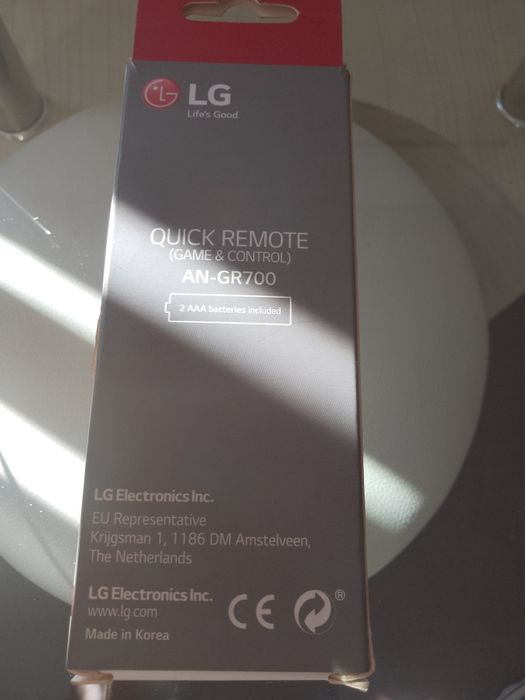 LG
Life's Good
QUICK REMOTE
(GAME & CONTROL)
AN-GR700
2 AAA batteries included
LG Electronics Inc.
EU Representative
Krijgsman 1, 1186 DM Amstelveen,
The Netherlands
LG Electronics Inc.
www.lg.com
Made in Korea
CE
®